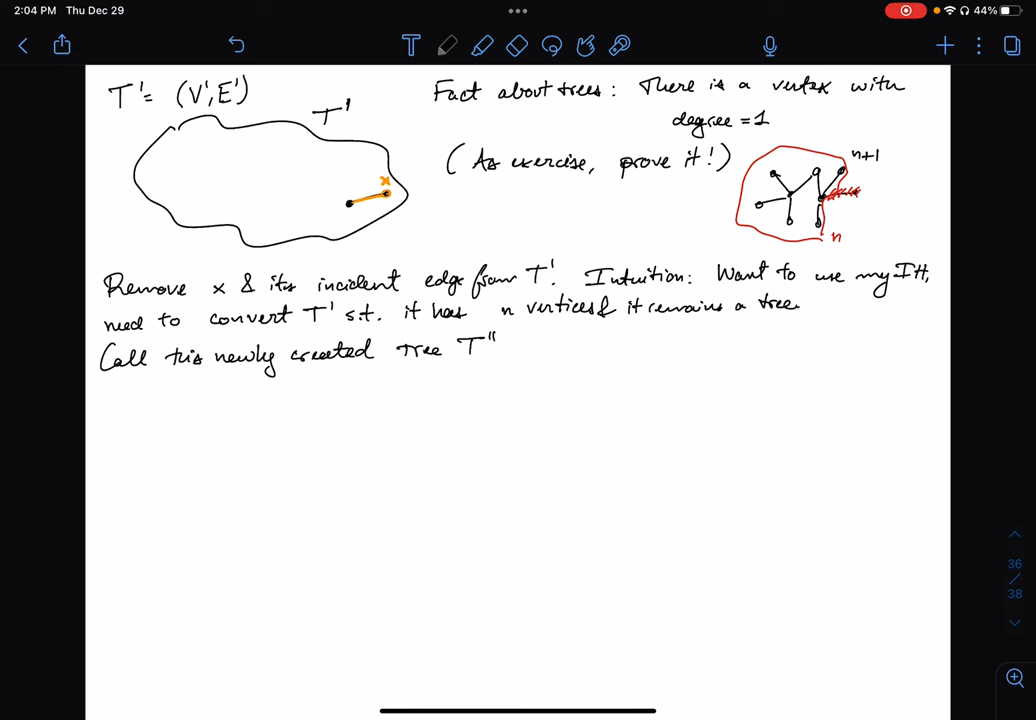 2:04 PM Thu Dec 29
44%
T' = (V', E')
T'
Fact about trees: There is a vertex with
degree = 1
(As exercise, prove it!)
n+1
x
n
Remove x & its incident edge from T'. Intuition: Want to use my IH,
need to convert T' s.t. it has n vertices & it remains a tree
Call this newly created tree T"
36
/
38